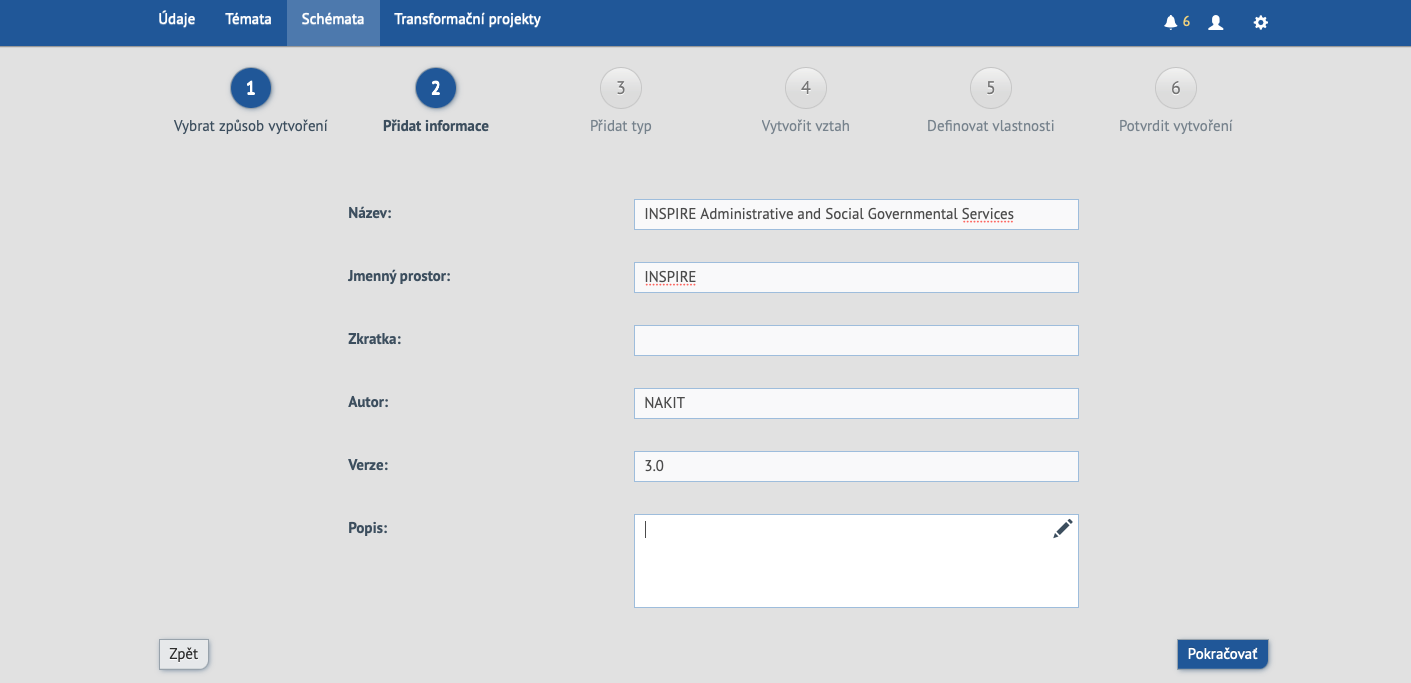 Údaje Témata Schémata Transformační projekty 6
1 2 3 4 5 6
Vybrat způsob vytvoření Přidat informace Přidat typ Vytvořit vztah Definovat vlastnosti Potvrdit vytvoření
Název: INSPIRE Administrative and Social Governmental Services
Jmenný prostor: INSPIRE
Zkratka:
Autor: NAKIT
Verze: 3.0
Popis:
Zpět Pokračovať